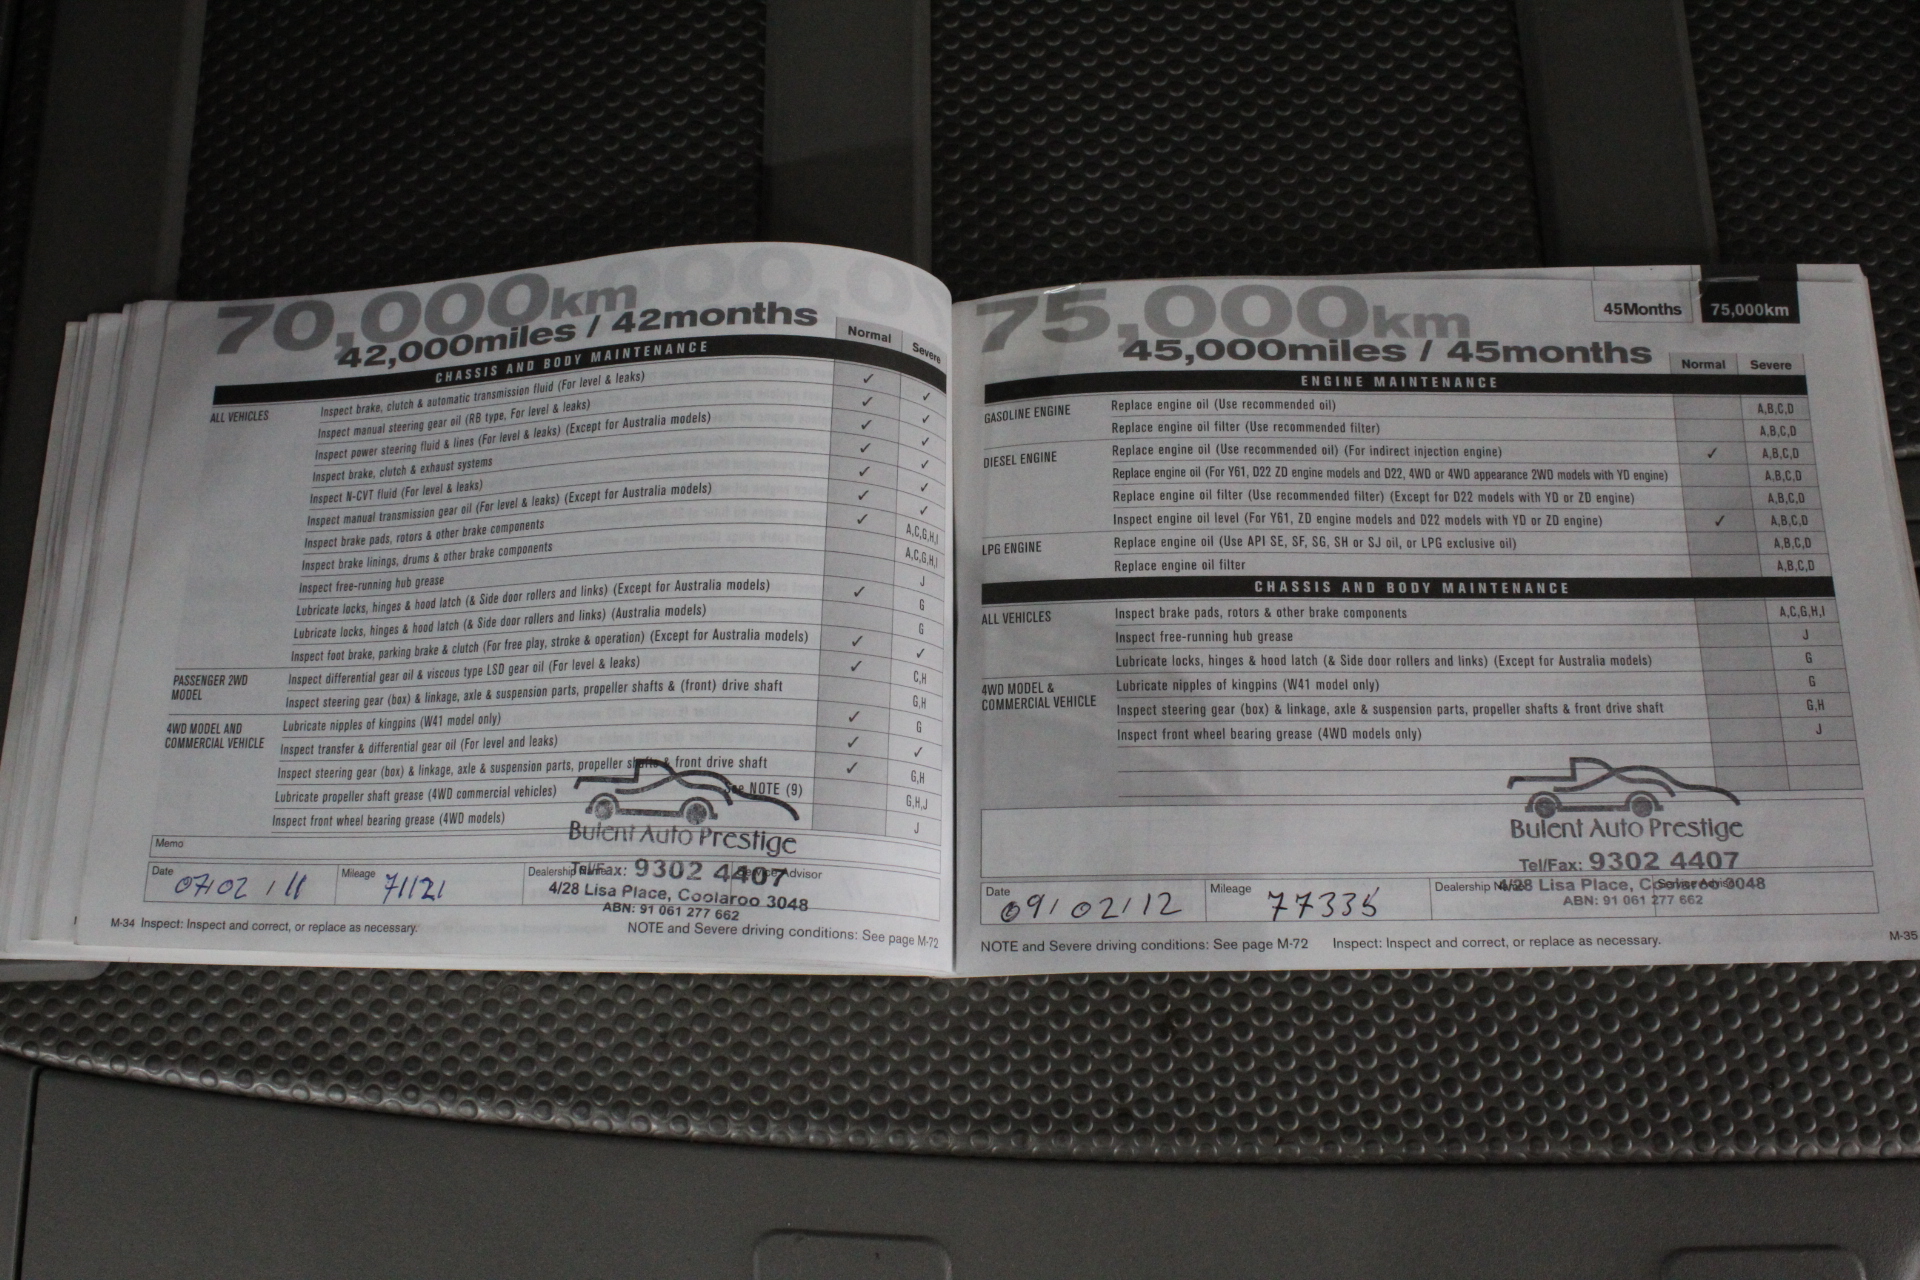 70,000km
42,000miles / 42months
Normal Severe
CHASSIS AND BODY MAINTENANCE
ALL VEHICLES
Inspect brake, clutch & automatic transmission fluid (For level & leaks) ✓ ✓
Inspect manual steering gear oil (RB type, For level & leaks) ✓ ✓
Inspect power steering fluid & lines (For level & leaks) (Except for Australia models) ✓ ✓
Inspect brake, clutch & exhaust systems ✓ ✓
Inspect N-CVT fluid (For level & leaks) ✓ ✓
Inspect manual transmission gear oil (For level & leaks) (Except for Australia models) ✓ ✓
Inspect brake pads, rotors & other brake components ✓ A,C,G,H,I
Inspect brake linings, drums & other brake components A,C,G,H,I
Inspect free-running hub grease J
Lubricate locks, hinges & hood latch (& Side door rollers and links) (Except for Australia models) ✓ G
Lubricate locks, hinges & hood latch (& Side door rollers and links) (Australia models) G
Inspect foot brake, parking brake & clutch (For free play, stroke & operation) (Except for Australia models) ✓ ✓
PASSENGER 2WD MODEL
Inspect differential gear oil & viscous type LSD gear oil (For level & leaks) ✓ C,H
Inspect steering gear (box) & linkage, axle & suspension parts, propeller shafts & (front) drive shaft G,H
4WD MODEL AND COMMERCIAL VEHICLE
Lubricate nipples of kingpins (W41 model only) ✓ G
Inspect transfer & differential gear oil (For level and leaks) ✓ ✓
Inspect steering gear (box) & linkage, axle & suspension parts, propeller shafts & front drive shaft ✓ G,H
Lubricate propeller shaft grease (4WD commercial vehicles) See NOTE (9) G,H,J
Inspect front wheel bearing grease (4WD models) J
Memo
Bulent Auto Prestige
Tel/Fax: 9302 4407
4/28 Lisa Place, Coolaroo 3048
ABN: 91 061 277 662
Date 07/02/11 Mileage 71121 Dealership Advisor
M-34 Inspect: Inspect and correct, or replace as necessary.
NOTE and Severe driving conditions: See page M-72
75,000km
45,000miles / 45months
45Months 75,000km
Normal Severe
ENGINE MAINTENANCE
GASOLINE ENGINE
Replace engine oil (Use recommended oil) A,B,C,D
Replace engine oil filter (Use recommended filter) A,B,C,D
DIESEL ENGINE
Replace engine oil (Use recommended oil) (For indirect injection engine) ✓ A,B,C,D
Replace engine oil (For Y61, D22 ZD engine models and D22, 4WD or 4WD appearance 2WD models with YD engine) A,B,C,D
Replace engine oil filter (Use recommended filter) (Except for D22 models with YD or ZD engine) A,B,C,D
Inspect engine oil level (For Y61, ZD engine models and D22 models with YD or ZD engine) ✓ A,B,C,D
LPG ENGINE
Replace engine oil (Use API SE, SF, SG, SH or SJ oil, or LPG exclusive oil) A,B,C,D
Replace engine oil filter A,B,C,D
CHASSIS AND BODY MAINTENANCE
ALL VEHICLES
Inspect brake pads, rotors & other brake components A,C,G,H,I
Inspect free-running hub grease J
Lubricate locks, hinges & hood latch (& Side door rollers and links) (Except for Australia models) G
4WD MODEL & COMMERCIAL VEHICLE
Lubricate nipples of kingpins (W41 model only) G
Inspect steering gear (box) & linkage, axle & suspension parts, propeller shafts & front drive shaft G,H
Inspect front wheel bearing grease (4WD models only) J
Bulent Auto Prestige
Tel/Fax: 9302 4407
4/28 Lisa Place, Coolaroo 3048
ABN: 91 061 277 662
Date 09/02/12 Mileage 77335 Dealership
NOTE and Severe driving conditions: See page M-72 Inspect: Inspect and correct, or replace as necessary.
M-35